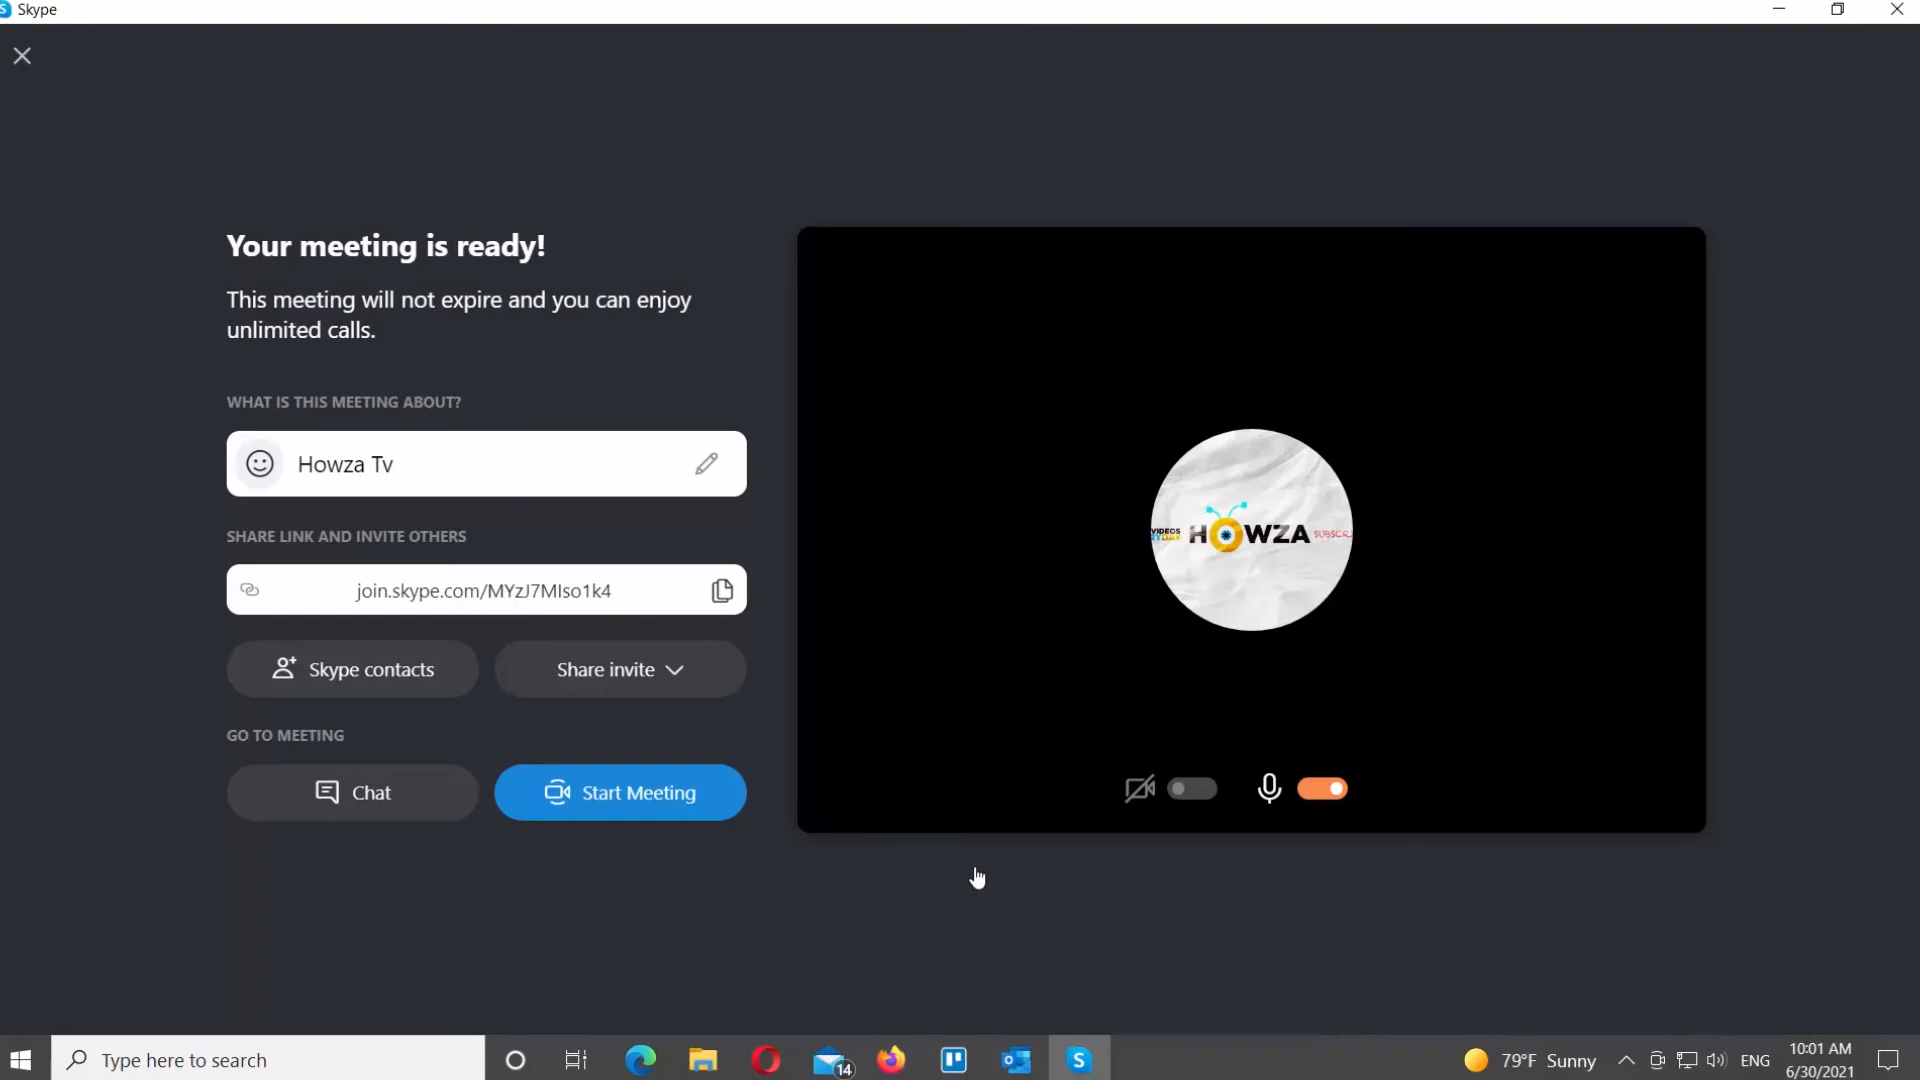 Skype
Your meeting is ready!
This meeting will not expire and you can enjoy
unlimited calls.
WHAT IS THIS MEETING ABOUT?
Howza Tv
SHARE LINK AND INVITE OTHERS
join.skype.com/MYzJ7MIso1k4
Skype contacts
Share invite
GO TO MEETING
Chat
Start Meeting
VIDEOS
RYDAY
HOWZA
SUBSCR
Type here to search
14
79°F Sunny
ENG
10:01 AM
6/30/2021